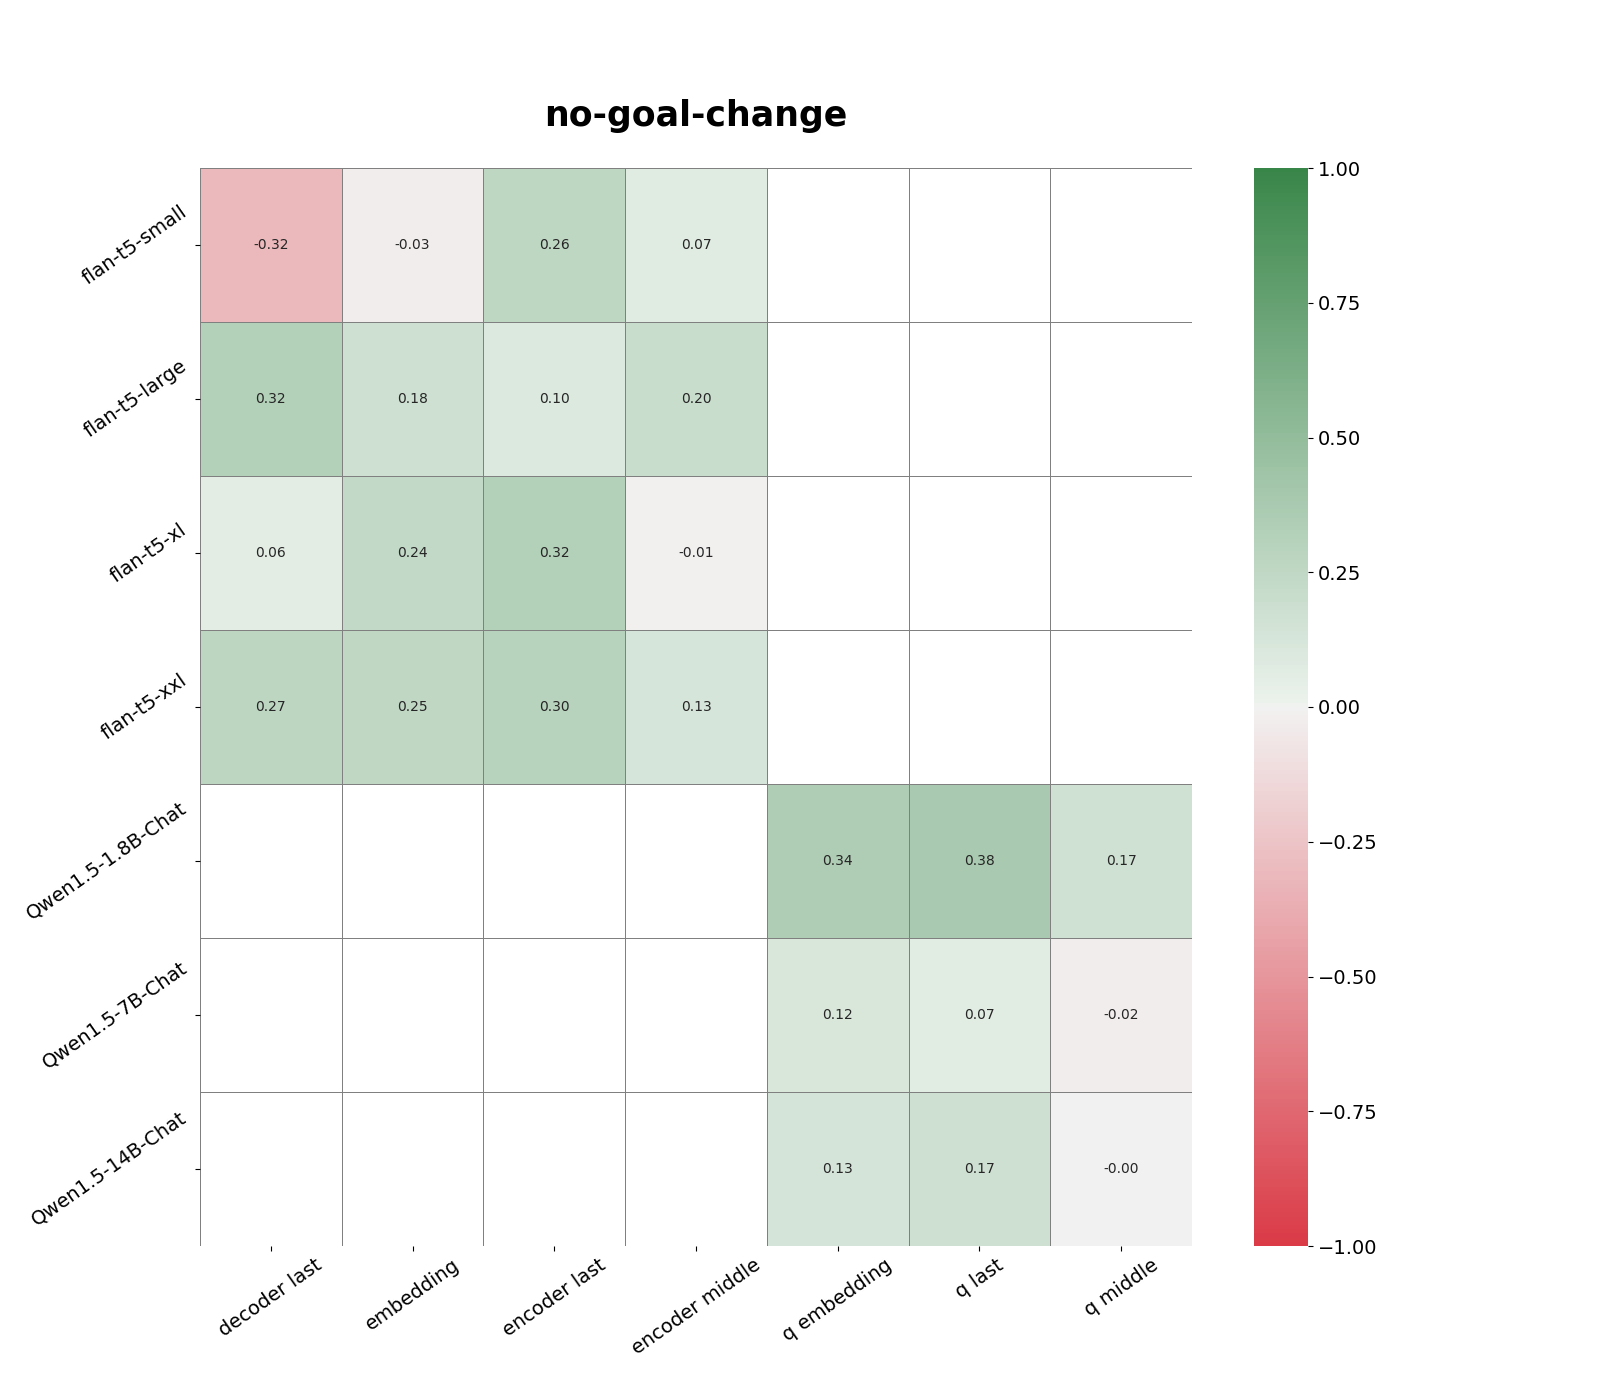 no-goal-change
flan-t5-small -0.32 -0.03 0.26 0.07
flan-t5-large 0.32 0.18 0.10 0.20
flan-t5-xl 0.06 0.24 0.32 -0.01
flan-t5-xxl 0.27 0.25 0.30 0.13
Qwen1.5-1.8B-Chat 0.34 0.38 0.17
Qwen1.5-7B-Chat 0.12 0.07 -0.02
Qwen1.5-14B-Chat 0.13 0.17 -0.00
decoder last embedding encoder last encoder middle q embedding q last q middle
1.00
0.75
0.50
0.25
0.00
−0.25
−0.50
−0.75
−1.00